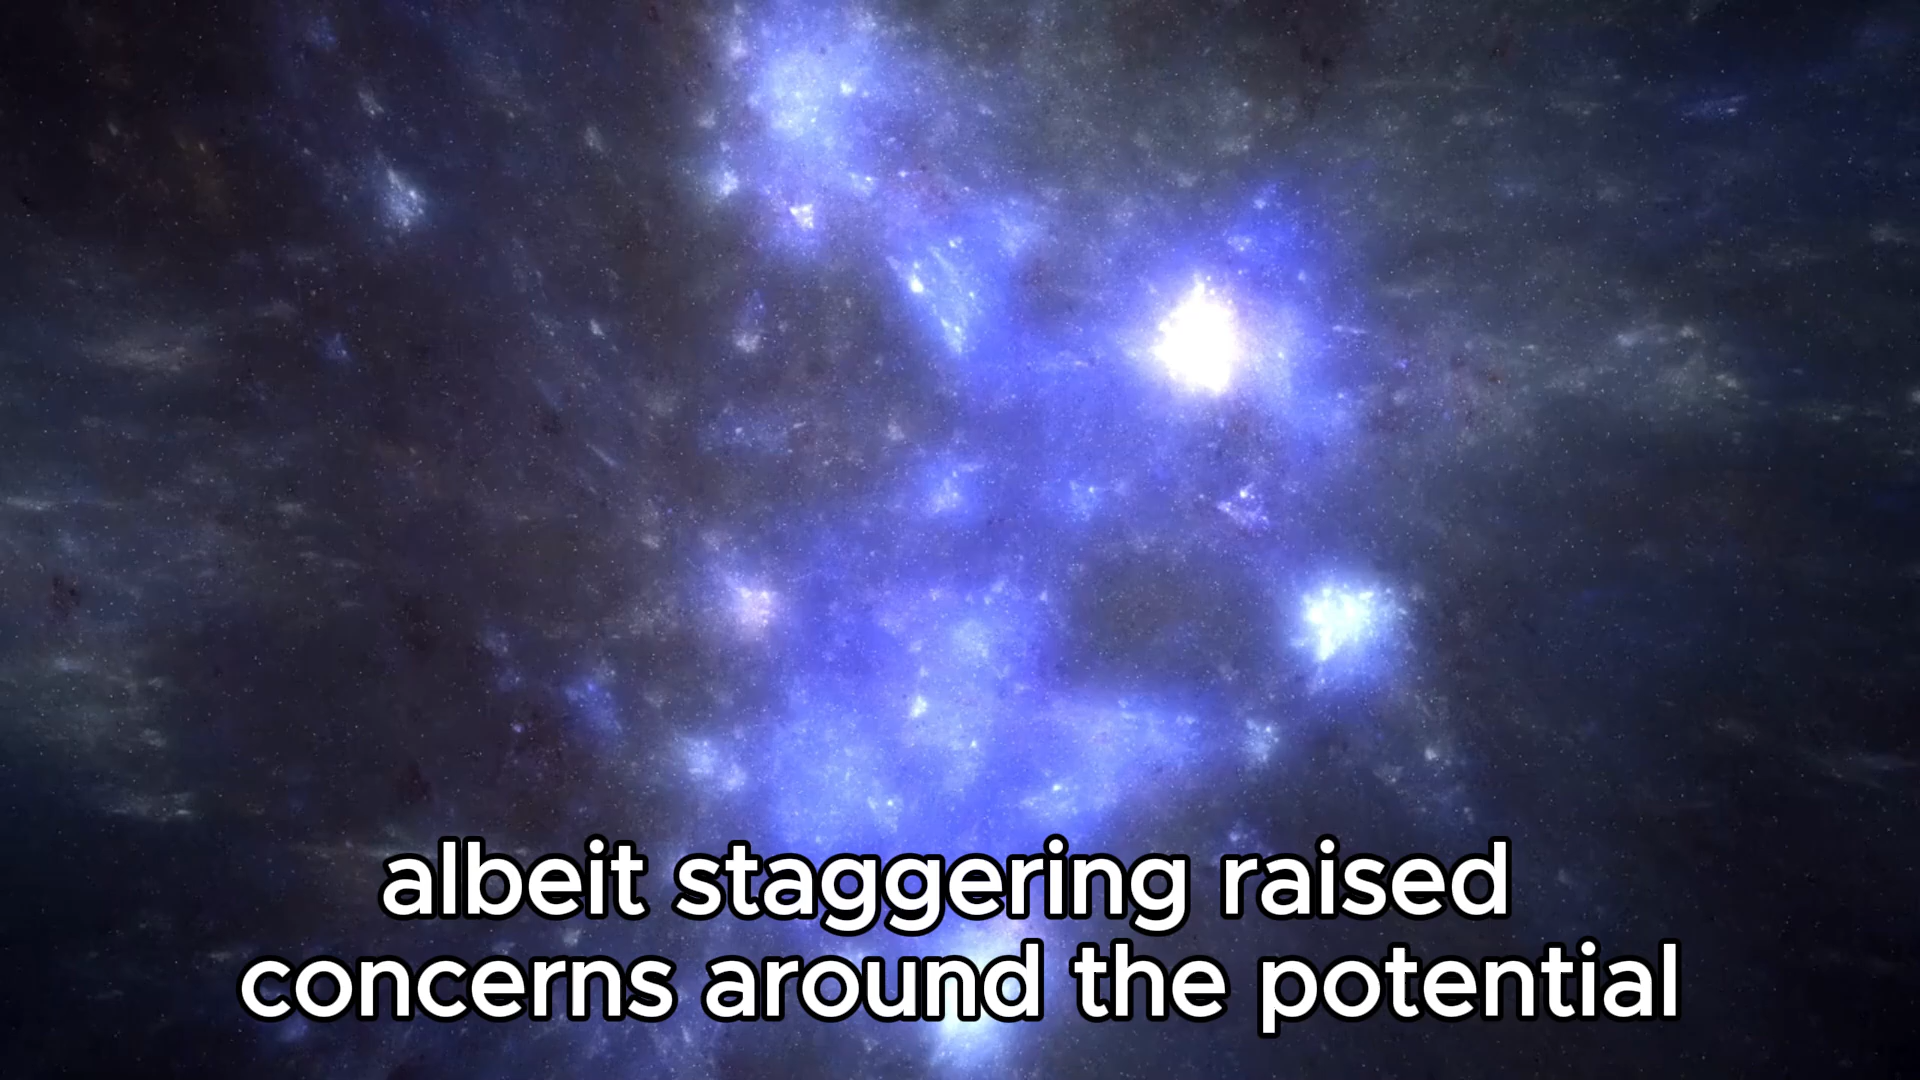 albeit staggering raised
concerns around the potential